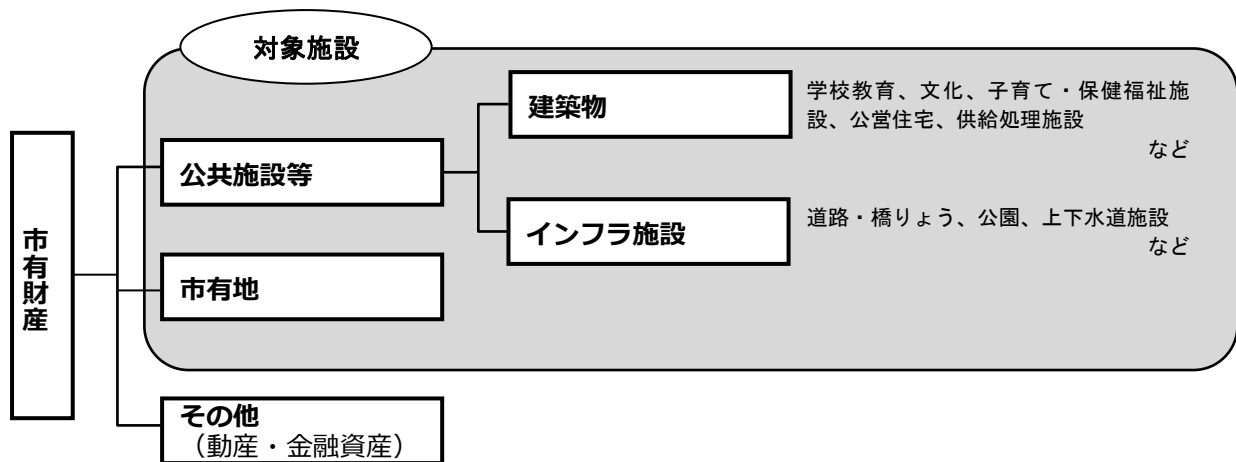 対象施設
市有財産
公共施設等
建築物
学校教育、文化、子育て・保健福祉施
設、公営住宅、供給処理施設
など
インフラ施設
道路・橋りょう、公園、上下水道施設
など
市有地
その他
（動産・金融資産）